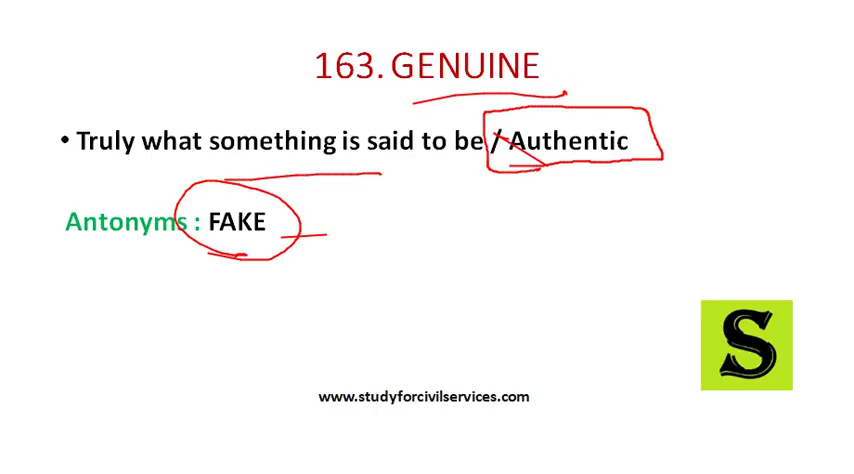 163. GENUINE
• Truly what something is said to be / Authentic
Antonyms : FAKE
S
www.studyforcivilservices.com